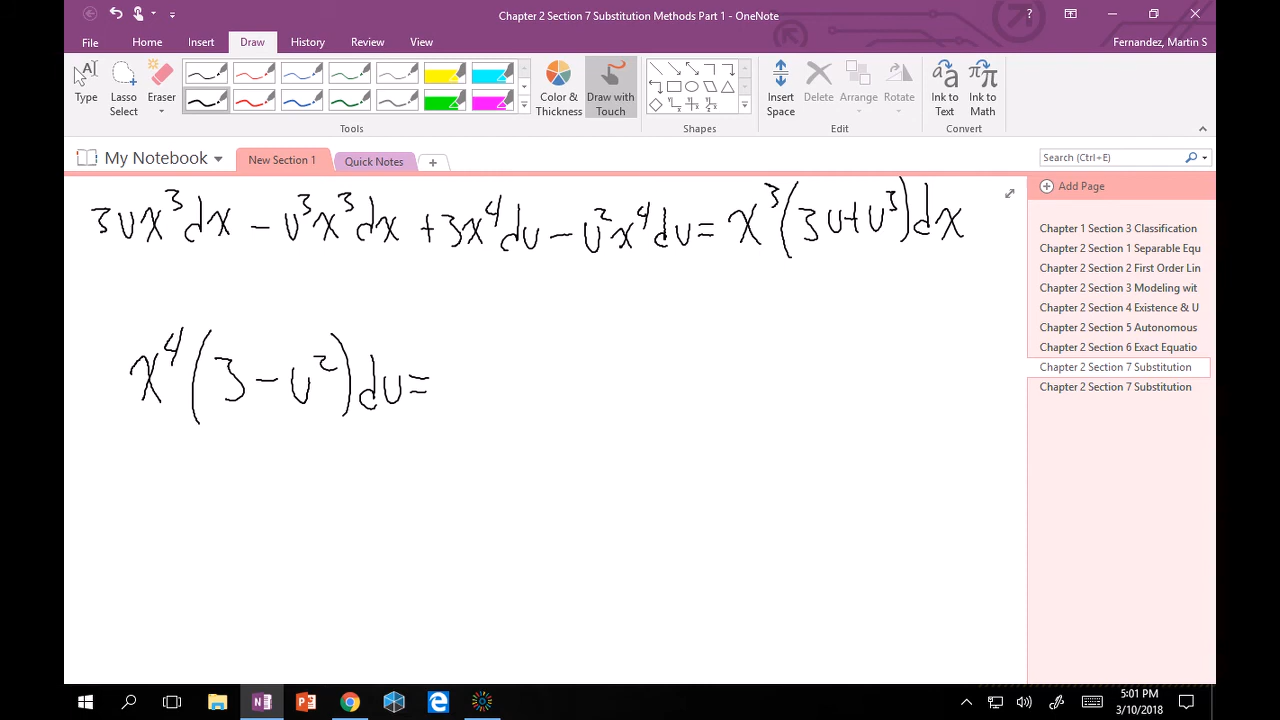 Chapter 2 Section 7 Substitution Methods Part 1 - OneNote
File Home Insert Draw History Review View Fernandez, Martin S
Type Lasso Select Eraser Color & Thickness Draw with Touch Insert Space Delete Arrange Rotate Ink to Text Ink to Math
Tools Shapes Edit Convert
My Notebook New Section 1 Quick Notes Search (Ctrl+E)
Add Page
3ux³dx - u³x³dx + 3x⁴du - u²x⁴du = x³(3u+u³)dx
x⁴(3-u²)du=
Chapter 1 Section 3 Classification
Chapter 2 Section 1 Separable Equ
Chapter 2 Section 2 First Order Lin
Chapter 2 Section 3 Modeling wit
Chapter 2 Section 4 Existence & U
Chapter 2 Section 5 Autonomous
Chapter 2 Section 6 Exact Equatio
Chapter 2 Section 7 Substitution
Chapter 2 Section 7 Substitution
5:01 PM
3/10/2018